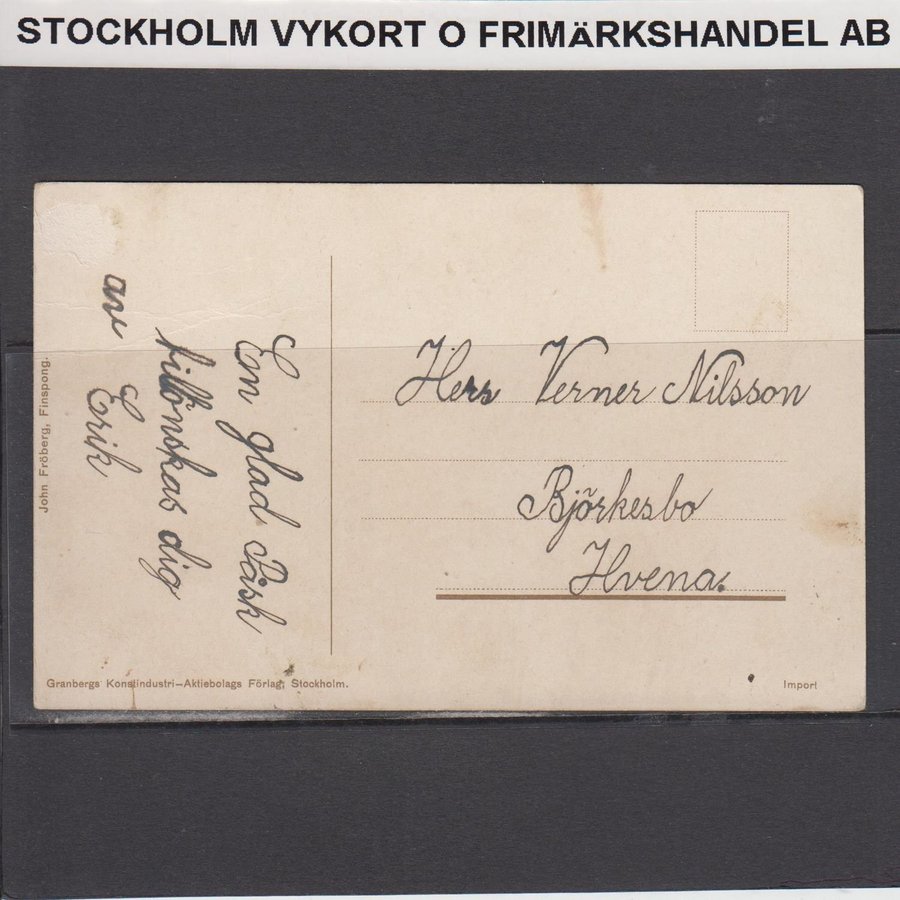 STOCKHOLM VYKORT O FRIMÄRKSHANDEL AB
En glad Påsk
tillönskas dig
av Erik
John Fröberg, Finspong.
Herr Verner Nilsson
Björkesbo
Hvena.
Granbergs Konstindustri-Aktiebolags Förlag, Stockholm.
Import